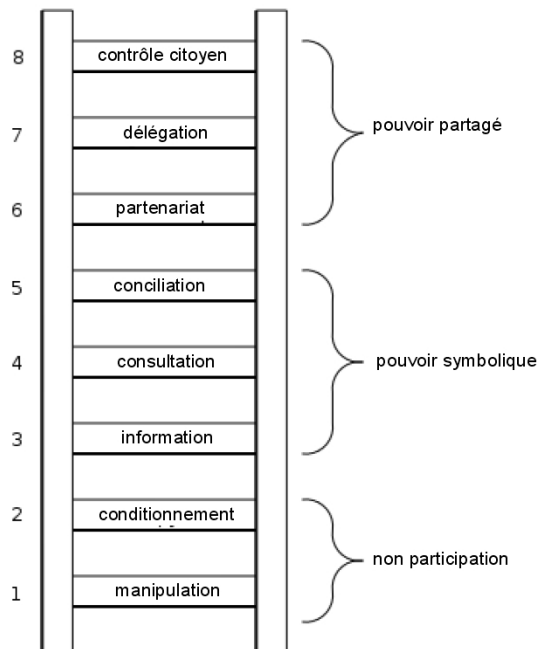 8 contrôle citoyen
pouvoir partagé
7 délégation
6 partenariat
5 conciliation
4 consultation
pouvoir symbolique
3 information
2 conditionnement
non participation
1 manipulation